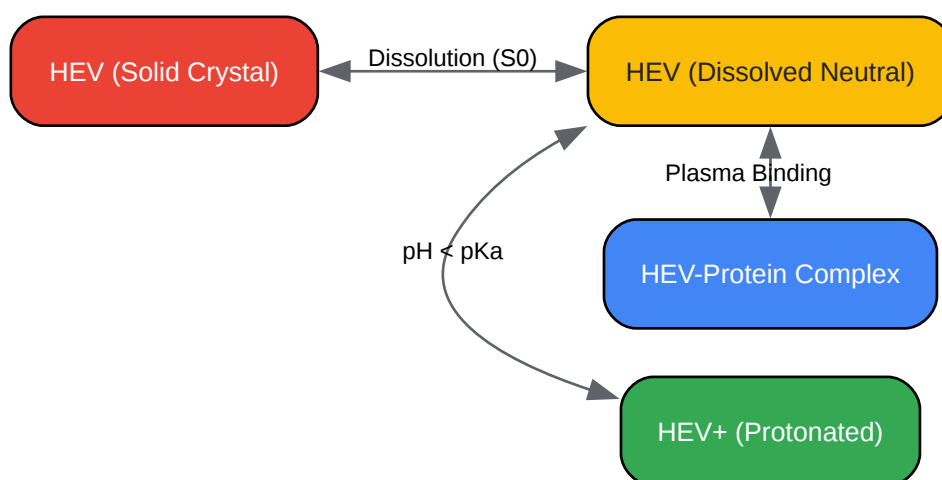 HEV (Solid Crystal)
Dissolution (S0)
HEV (Dissolved Neutral)
Plasma Binding
pH < pKa
HEV-Protein Complex
HEV+ (Protonated)